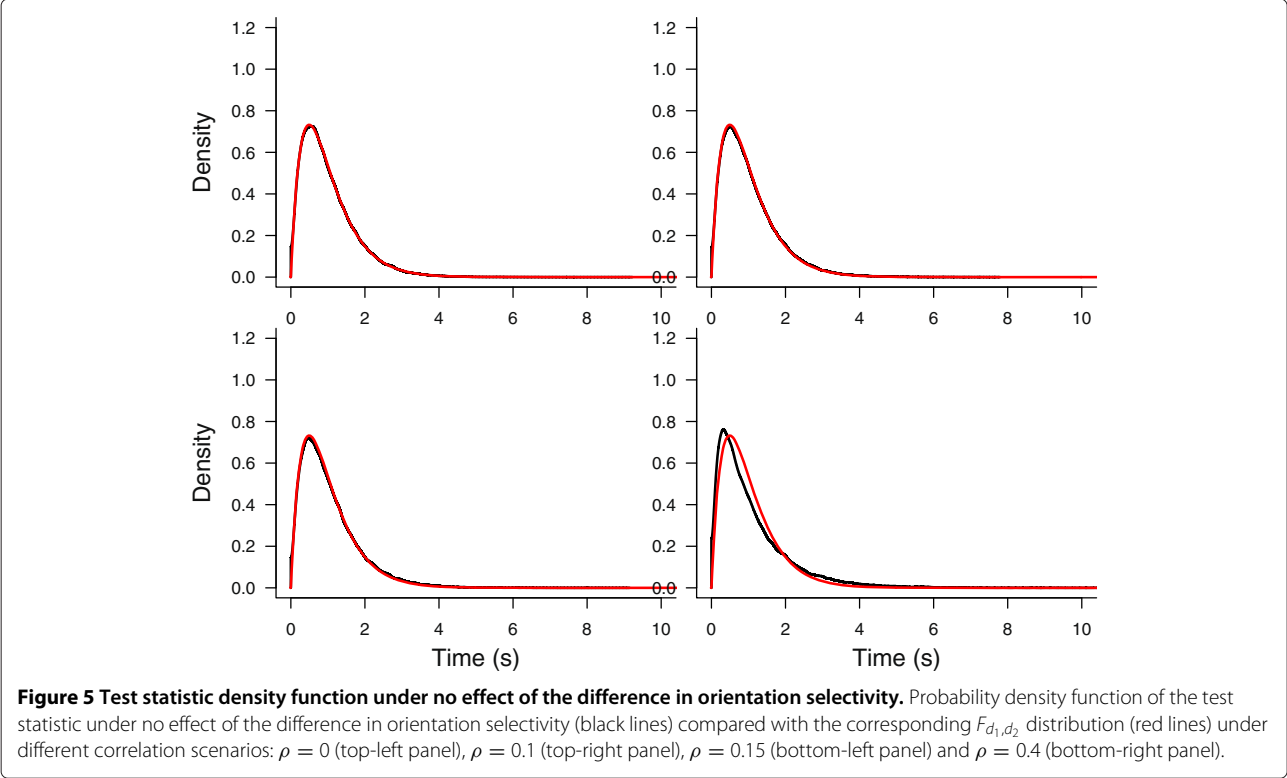 1.2
1.0
0.8
0.6
0.4
0.2
0.0
Density
0 2 4 6 8 10
1.2
1.0
0.8
0.6
0.4
0.2
0.0
0 2 4 6 8 10
1.2
1.0
0.8
0.6
0.4
0.2
0.0
Density
0 2 4 6 8 10
Time (s)
1.2
1.0
0.8
0.6
0.4
0.2
0.0
0 2 4 6 8 10
Time (s)
Figure 5 Test statistic density function under no effect of the difference in orientation selectivity. Probability density function of the test
statistic under no effect of the difference in orientation selectivity (black lines) compared with the corresponding F_{d_1,d_2} distribution (red lines) under
different correlation scenarios: ρ = 0 (top-left panel), ρ = 0.1 (top-right panel), ρ = 0.15 (bottom-left panel) and ρ = 0.4 (bottom-right panel).